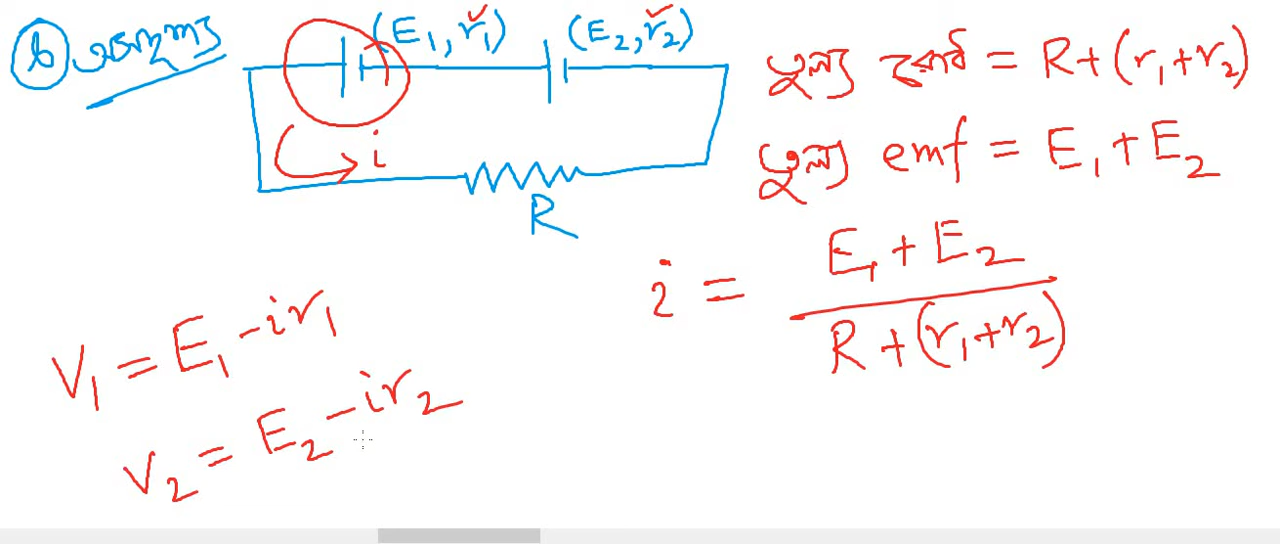 (E₁, r₁) (E₂, r₂)
i
R
তুল্য রোধ = R + (r₁ + r₂)
তুল্য emf = E₁ + E₂
i = E₁ + E₂ / R + (r₁ + r₂)
V₁ = E₁ - ir₁
V₂ = E₂ - ir₂